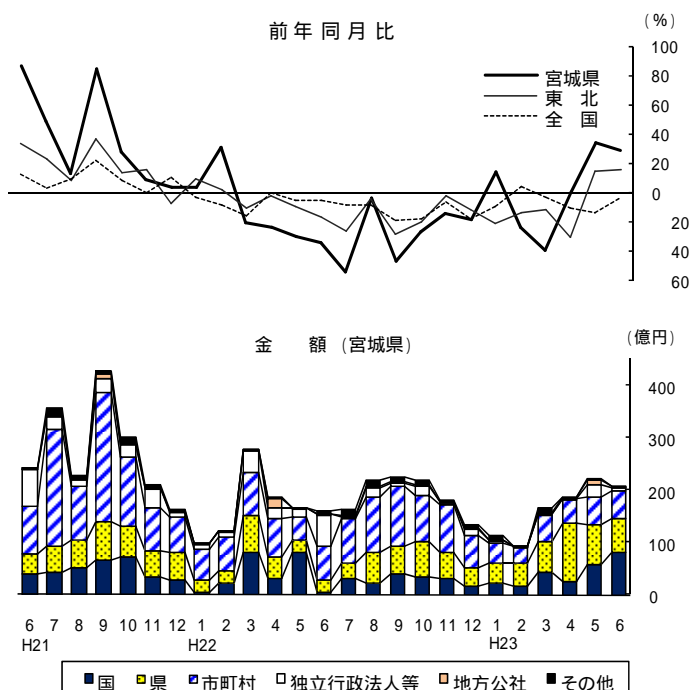 前年同月比
(%)
宮城県
東 北
全 国
100
80
60
40
20
0
20
40
60
金 額 (宮城県)
(億円)
400
300
200
100
0
6 7 8 9 10 11 12 1 2 3 4 5 6 7 8 9 10 11 12 1 2 3 4 5 6
H21 H22 H23
国 県 市町村 独立行政法人等 地方公社 その他